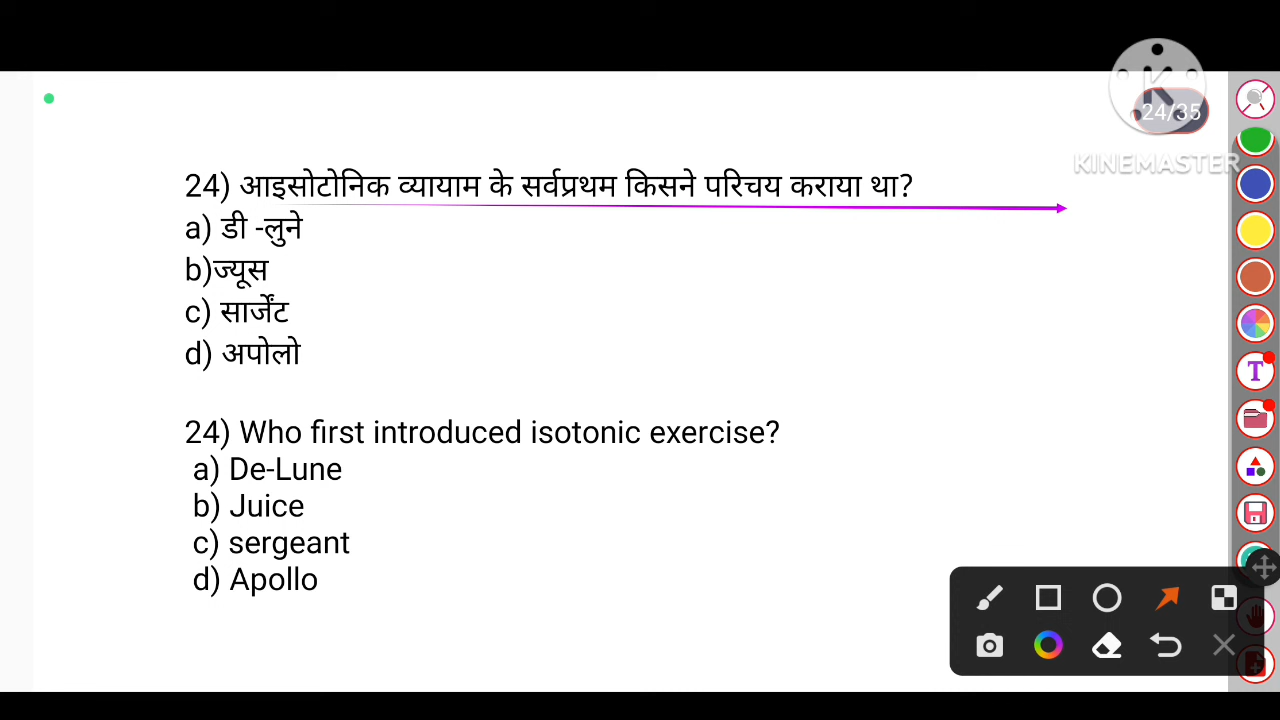 24/35
KINEMASTER
24) आइसोटोनिक व्यायाम के सर्वप्रथम किसने परिचय कराया था?
a) डी -लुने
b)ज्यूस
c) सार्जेंट
d) अपोलो
24) Who first introduced isotonic exercise?
a) De-Lune
b) Juice
c) sergeant
d) Apollo
T